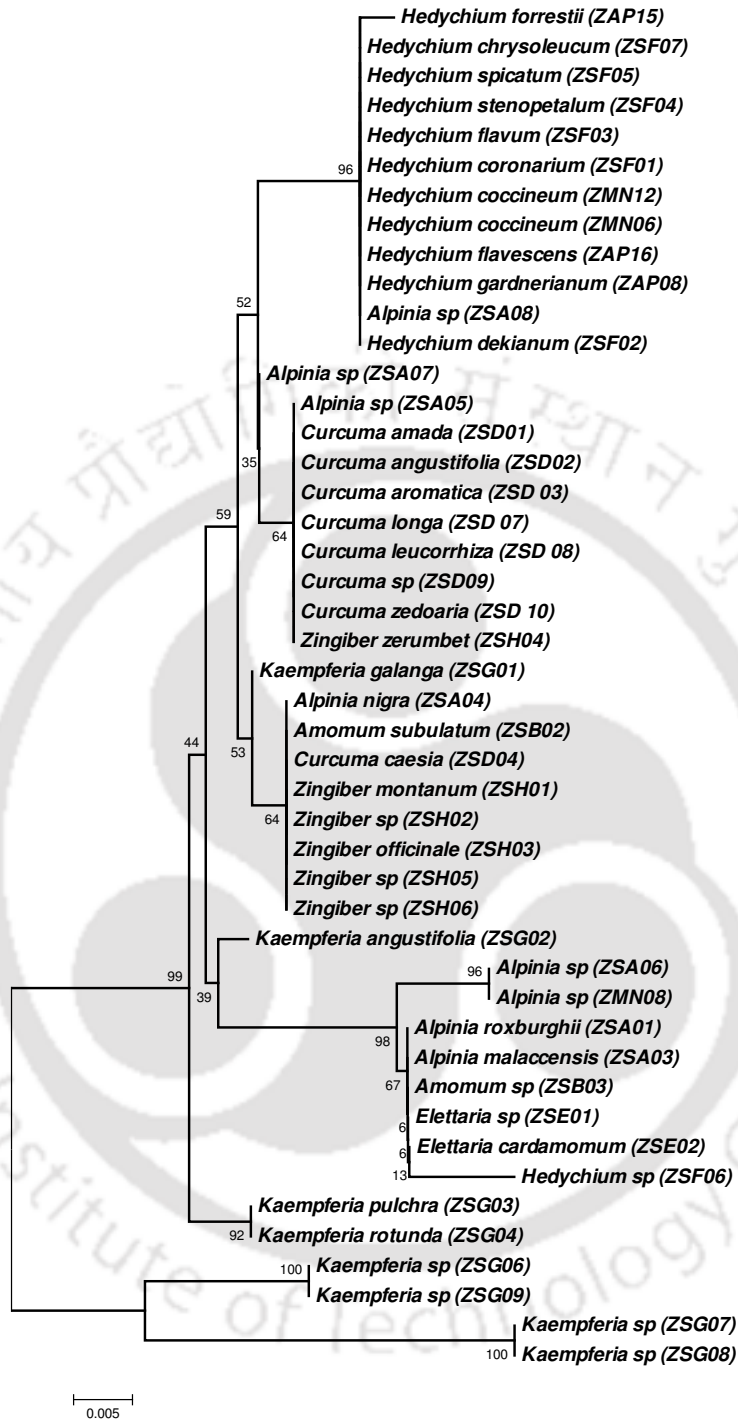 Hedychium forrestii (ZAP15)
Hedychium chrysoleucum (ZSF07)
Hedychium spicatum (ZSF05)
Hedychium stenopetalum (ZSF04)
Hedychium flavum (ZSF03)
Hedychium coronarium (ZSF01)
96
Hedychium coccineum (ZMN12)
Hedychium coccineum (ZMN06)
Hedychium flavescens (ZAP16)
Hedychium gardnerianum (ZAP08)
52
Alpinia sp (ZSA08)
Hedychium dekianum (ZSF02)
Alpinia sp (ZSA07)
Alpinia sp (ZSA05)
Curcuma amada (ZSD01)
35
Curcuma angustifolia (ZSD02)
Curcuma aromatica (ZSD 03)
59
Curcuma longa (ZSD 07)
64
Curcuma leucorrhiza (ZSD 08)
Curcuma sp (ZSD09)
Curcuma zedoaria (ZSD 10)
Zingiber zerumbet (ZSH04)
Kaempferia galanga (ZSG01)
Alpinia nigra (ZSA04)
Amomum subulatum (ZSB02)
44
53
Curcuma caesia (ZSD04)
Zingiber montanum (ZSH01)
64
Zingiber sp (ZSH02)
Zingiber officinale (ZSH03)
Zingiber sp (ZSH05)
Zingiber sp (ZSH06)
Kaempferia angustifolia (ZSG02)
99
39
96
Alpinia sp (ZSA06)
Alpinia sp (ZMN08)
98
Alpinia roxburghii (ZSA01)
Alpinia malaccensis (ZSA03)
67
Amomum sp (ZSB03)
Elettaria sp (ZSE01)
6
Elettaria cardamomum (ZSE02)
6
13
Hedychium sp (ZSF06)
Kaempferia pulchra (ZSG03)
92
Kaempferia rotunda (ZSG04)
100
Kaempferia sp (ZSG06)
Kaempferia sp (ZSG09)
Kaempferia sp (ZSG07)
100
Kaempferia sp (ZSG08)
0.005
institute of Technology